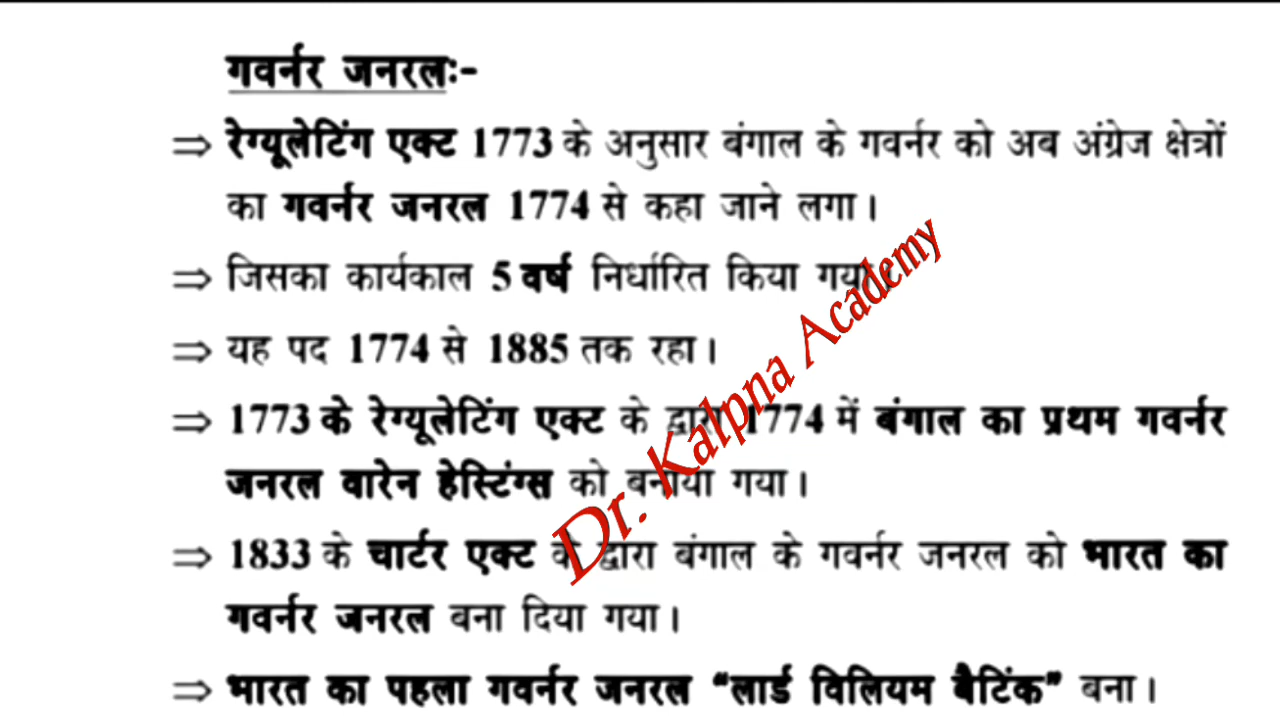 गवर्नर जनरलः-
⇒ रेग्यूलेटिंग एक्ट 1773 के अनुसार बंगाल के गवर्नर को अब अंग्रेज क्षेत्रों
का गवर्नर जनरल 1774 से कहा जाने लगा।
⇒ जिसका कार्यकाल 5 वर्ष निर्धारित किया गया।
⇒ यह पद 1774 से 1885 तक रहा।
⇒ 1773 के रेग्यूलेटिंग एक्ट के द्वारा 1774 में बंगाल का प्रथम गवर्नर
जनरल वारेन हेस्टिंग्स को बनाया गया।
⇒ 1833 के चार्टर एक्ट के द्वारा बंगाल के गवर्नर जनरल को भारत का
गवर्नर जनरल बना दिया गया।
⇒ भारत का पहला गवर्नर जनरल “लार्ड विलियम बैटिंक” बना।
Dr. Kalpna Academy